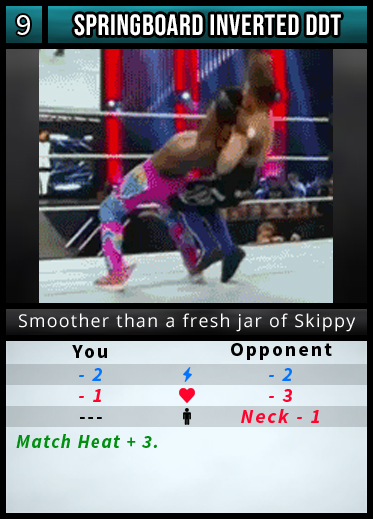 9 SPRINGBOARD INVERTED DDT
Smoother than a fresh jar of Skippy
You Opponent
- 2 - 2
- 1 - 3
--- Neck - 1
Match Heat + 3.